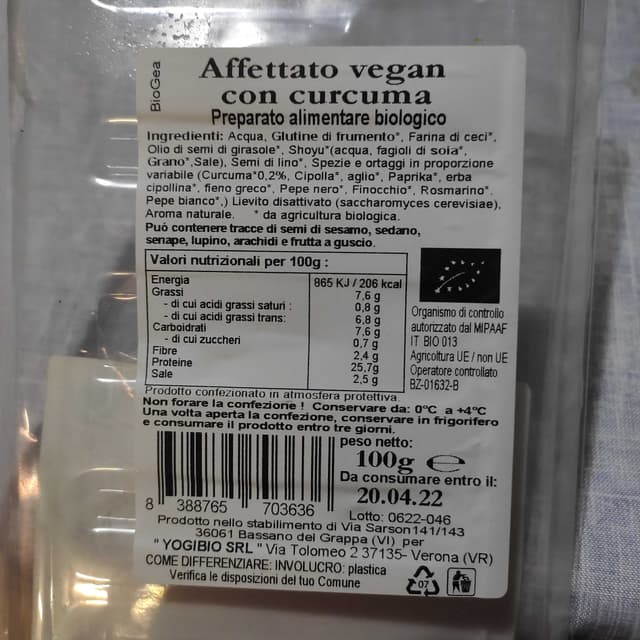 BioGea
Affettato vegan
con curcuma
Preparato alimentare biologico
Ingredienti: Acqua, Glutine di frumento*, Farina di ceci*,
Olio di semi di girasole*, Shoyu*(acqua, fagioli di soia*,
Grano*,Sale), Semi di lino*, Spezie e ortaggi in proporzione
variabile (Curcuma*0,2%, Cipolla*, aglio*, Paprika*, erba
cipollina*, fieno greco*, Pepe nero*, Finocchio*, Rosmarino*,
Pepe bianco*,) Lievito disattivato (saccharomyces cerevisiae),
Aroma naturale. * da agricoltura biologica.
Può contenere tracce di semi di sesamo, sedano,
senape, lupino, arachidi e frutta a guscio.
Valori nutrizionali per 100g :
Energia 865 KJ / 206 kcal
Grassi 7,6 g
- di cui acidi grassi saturi : 0,8 g
- di cui acidi grassi trans: 6,8 g
Carboidrati 7,6 g
- di cui zuccheri 0,7 g
Fibre 2,4 g
Proteine 25,7g
Sale 2,5 g
Organismo di controllo
autorizzato dal MIPAAF
IT BIO 013
Agricoltura UE / non UE
Operatore controllato
BZ-01632-B
Prodotto confezionato in atmosfera protettiva.
Non forare la confezione ! Conservare da: 0°C a +4°C
Una volta aperta la confezione, conservare in frigorifero
e consumare il prodotto entro tre giorni.
peso netto:
100g e
Da consumare entro il:
20.04.22
Lotto: 0622-046
8 388765 703636
Prodotto nello stabilimento di Via Sarson 141/143
36061 Bassano del Grappa (VI) per
" YOGIBIO SRL " Via Tolomeo 2 37135- Verona (VR)
COME DIFFERENZIARE: INVOLUCRO: plastica
Verifica le disposizioni del tuo Comune
07